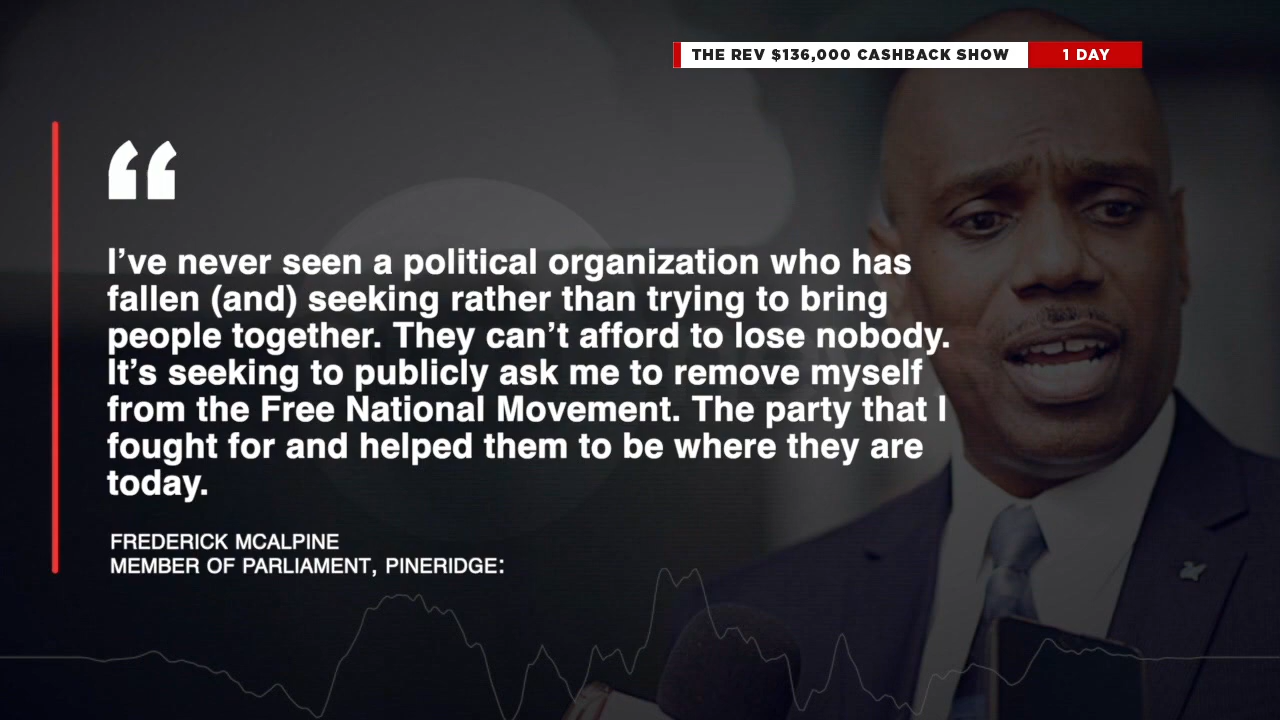 THE REV $136,000 CASHBACK SHOW 1 DAY
“
I’ve never seen a political organization who has
fallen (and) seeking rather than trying to bring
people together. They can’t afford to lose nobody.
It’s seeking to publicly ask me to remove myself
from the Free National Movement. The party that I
fought for and helped them to be where they are
today.
FREDERICK MCALPINE
MEMBER OF PARLIAMENT, PINERIDGE: